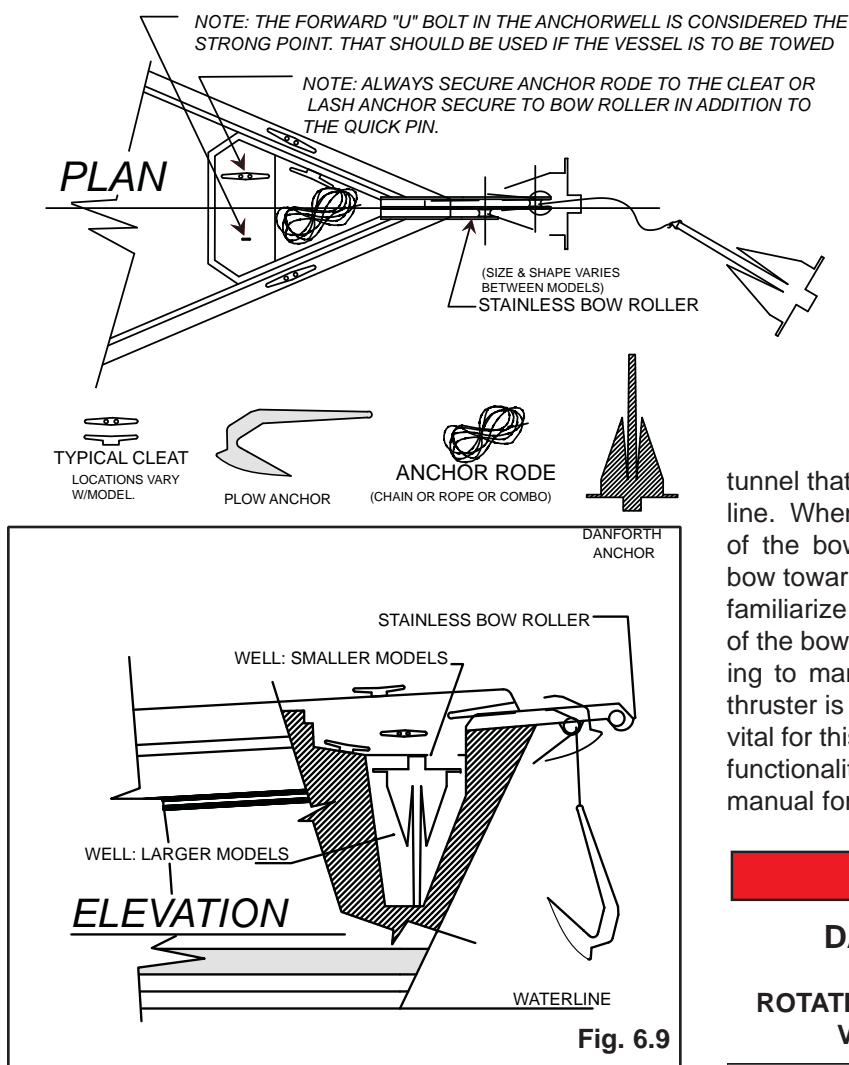 NOTE: THE FORWARD "U" BOLT IN THE ANCHORWELL IS CONSIDERED THE
STRONG POINT. THAT SHOULD BE USED IF THE VESSEL IS TO BE TOWED
NOTE: ALWAYS SECURE ANCHOR RODE TO THE CLEAT OR
LASH ANCHOR SECURE TO BOW ROLLER IN ADDITION TO
THE QUICK PIN.
PLAN
(SIZE & SHAPE VARIES
BETWEEN MODELS)
STAINLESS BOW ROLLER
TYPICAL CLEAT
LOCATIONS VARY
W/MODEL.
PLOW ANCHOR
ANCHOR RODE
(CHAIN OR ROPE OR COMBO)
DANFORTH
ANCHOR
STAINLESS BOW ROLLER
WELL: SMALLER MODELS
WELL: LARGER MODELS
ELEVATION
WATERLINE
Fig. 6.9
tunnel that
line. When
of the bow
bow towar
familiarize
of the bow
ing to mar
thruster is
vital for this
functionalit
manual for
DA
ROTATE
V